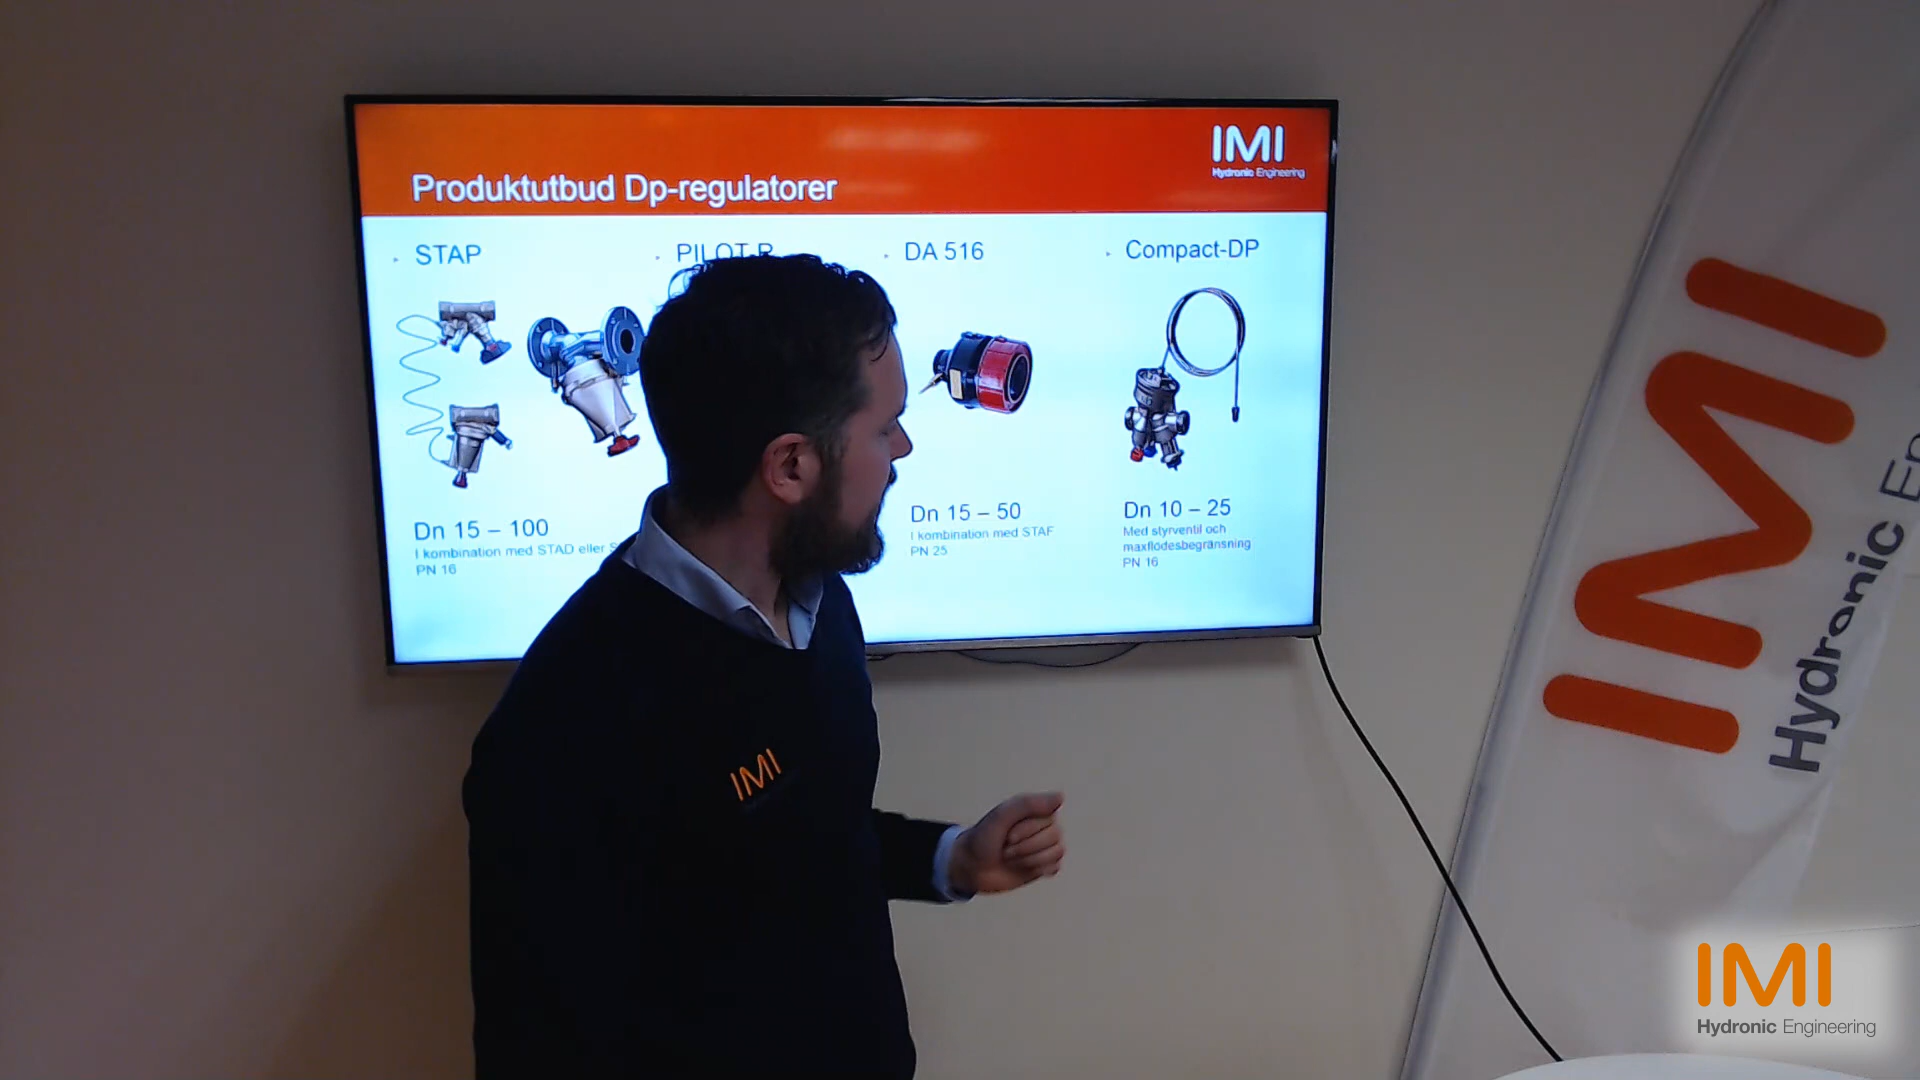 IMI
Hydronic Engineering
Produktutbud Dp-regulatorer
STAP
PILOT-R
DA 516
Compact-DP
Dn 15 – 100
I kombination med STAD eller
PN 16
Dn 15 – 50
I kombination med STAF
PN 25
Dn 10 – 25
Med styrventil och
maxflödesbegränsning
PN 16
IMI
IMI
Hydronic
IMI
Hydronic Engineering